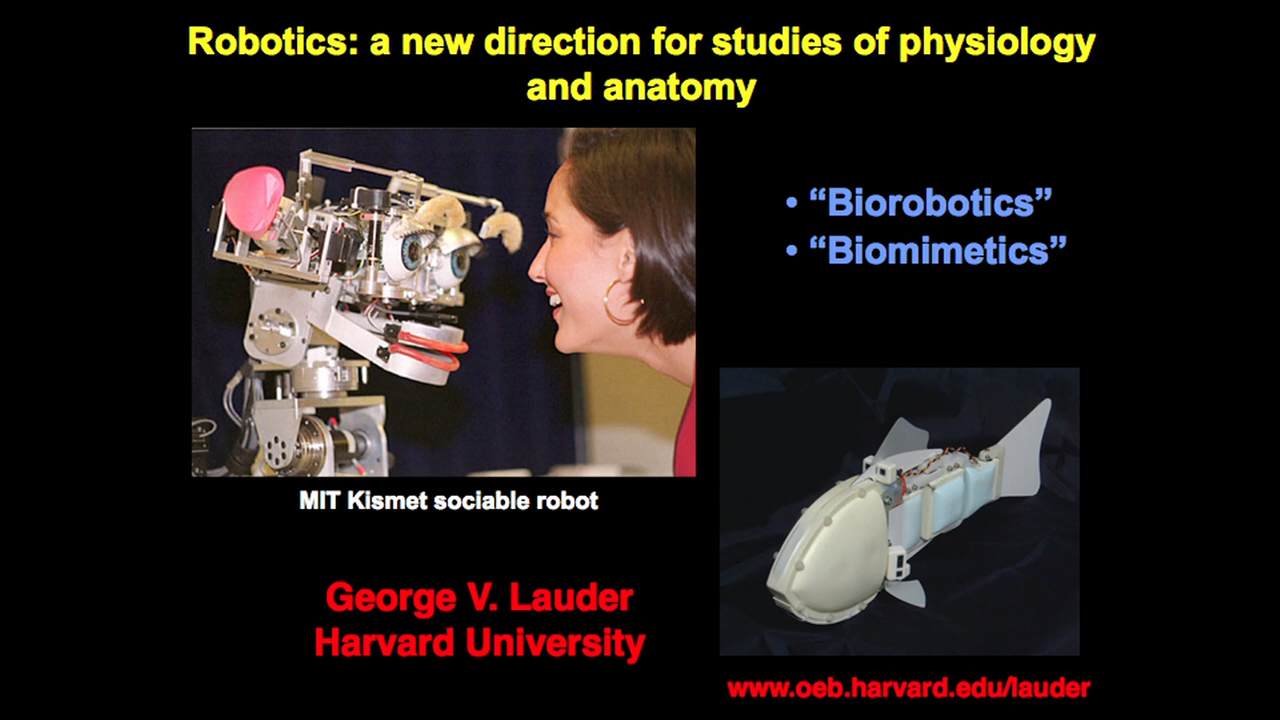 Robotics: a new direction for studies of physiology
and anatomy
• “Biorobotics”
• “Biomimetics”
MIT Kismet sociable robot
George V. Lauder
Harvard University
www.oeb.harvard.edu/lauder